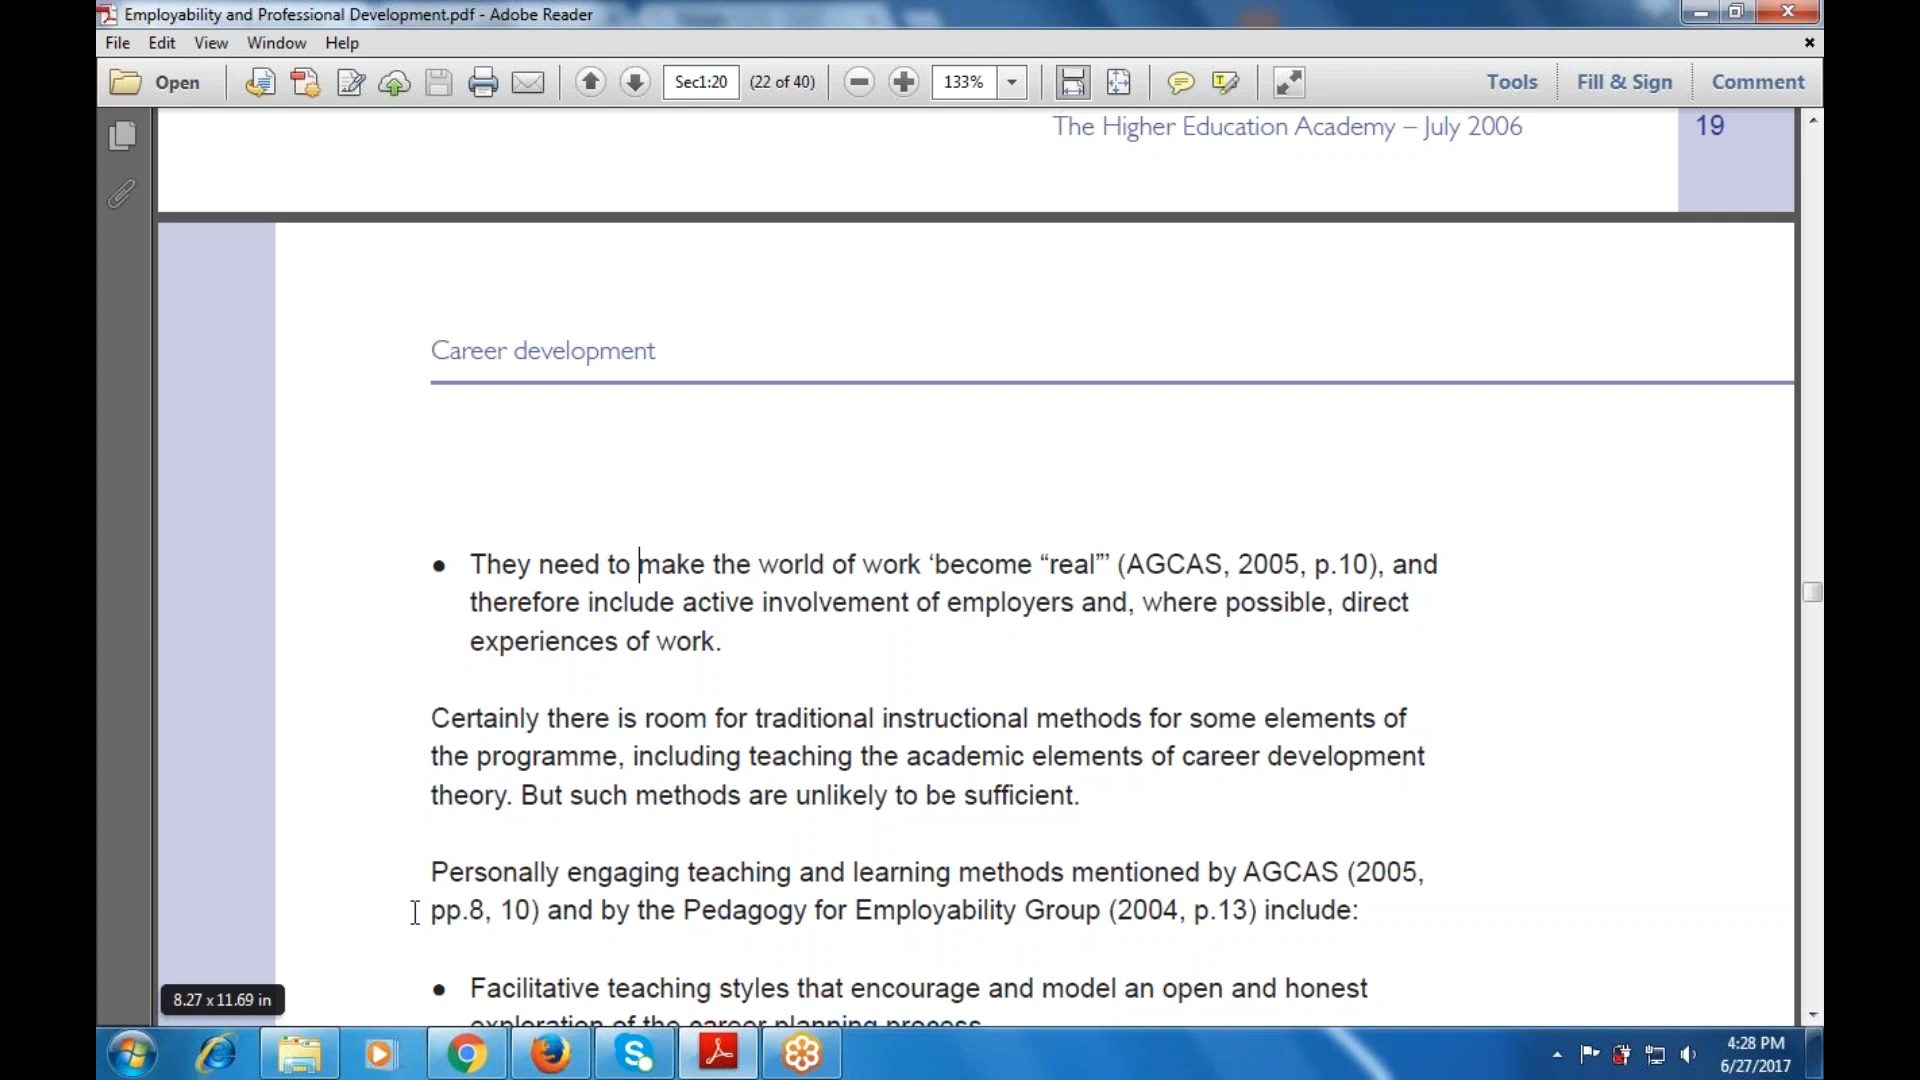 Employability and Professional Development.pdf - Adobe Reader
File Edit View Window Help
Open Sec1:20 (22 of 40) 133% Tools Fill & Sign Comment
The Higher Education Academy – July 2006 19
Career development
● They need to make the world of work ‘become “real”’ (AGCAS, 2005, p.10), and
therefore include active involvement of employers and, where possible, direct
experiences of work.
Certainly there is room for traditional instructional methods for some elements of
the programme, including teaching the academic elements of career development
theory. But such methods are unlikely to be sufficient.
Personally engaging teaching and learning methods mentioned by AGCAS (2005,
pp.8, 10) and by the Pedagogy for Employability Group (2004, p.13) include:
● Facilitative teaching styles that encourage and model an open and honest
exploration of the career planning process
8.27 x 11.69 in
4:28 PM
6/27/2017